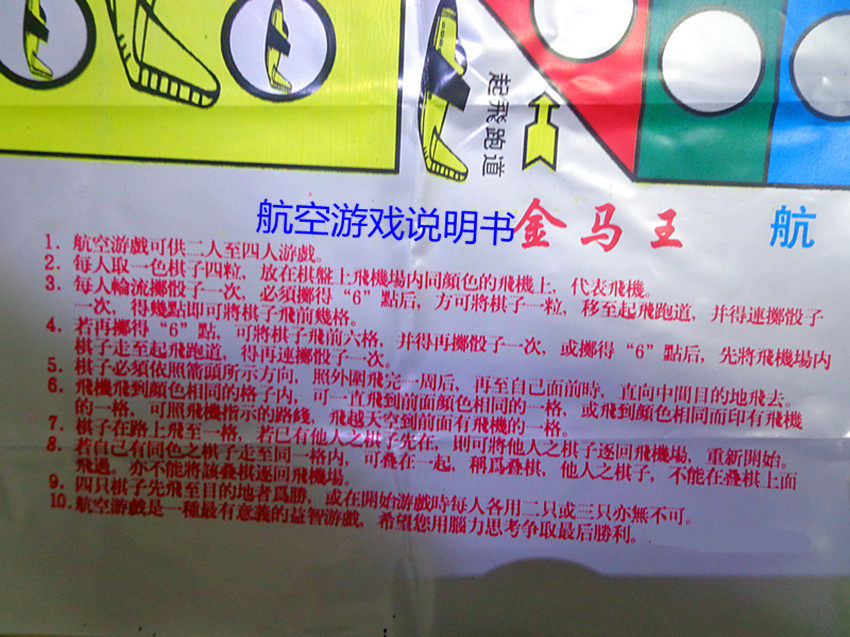 起飛跑道
航空游戏说明书
金马王
航
1. 航空游戲可供二人至四人游戲。
2. 每人取一色棋子四粒，放在棋盤上飛機場内同顔色的飛機上，代表飛機。
3. 每人輪流擲骰子一次，必須擲得“6”點后，方可將棋子一粒，移至起飛跑道，并得連擲骰子
一次，得幾點即可將棋子飛前幾格。
4. 若再擲得“6”點，可將棋子飛前六格，并得再擲骰子一次，或擲得“6”點后，先將飛機場内
棋子走至起飛跑道，得再連擲骰子一次。
5. 棋子必須依照箭頭所示方向，照外圍飛完一周后，再至自己面前時，直向中間目的地飛去。
6. 飛機飛到顔色相同的格子内，可一直飛到前面顔色相同的一格，或飛到顔色相同而印有飛機
的一格，可照飛機指示的路綫，飛越天空到前面有飛機的一格。
7. 棋子在路上飛至一格，若已有他人之棋子先在，則可將他人之棋子逐回飛機場，重新開始。
8. 若自己有同色之棋子走至同一格内，可叠在一起，稱爲叠棋，他人之棋子，不能在叠棋上面
飛過，亦不能將該叠棋逐回飛機場。
9. 四只棋子先飛至目的地者爲勝，或在開始游戲時每人各用二只或三只亦無不可。
10. 航空游戲是一種最有意義的益智游戲，希望您用腦力思考争取最后勝利。